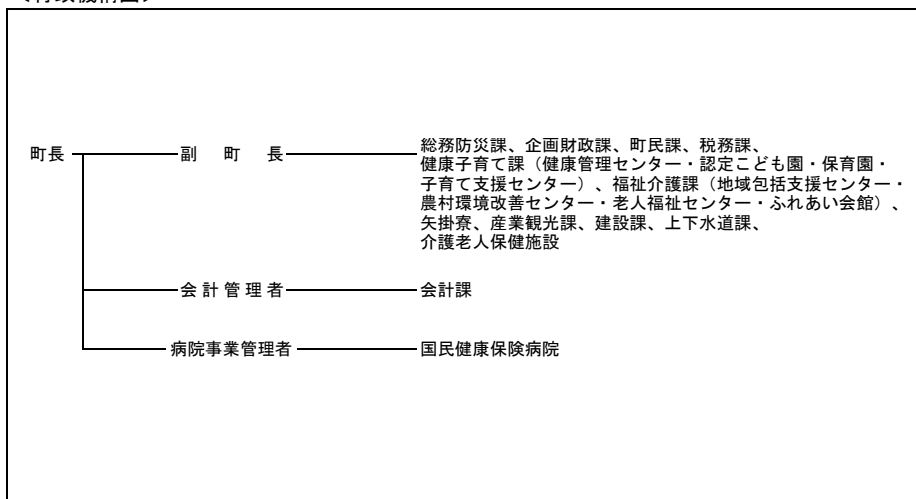 町長 副町長 総務防災課、企画財政課、町民課、税務課、
健康子育て課（健康管理センター・認定こども園・保育園・
子育て支援センター）、福祉介護課（地域包括支援センター・
農村環境改善センター・老人福祉センター・ふれあい会館）、
矢掛寮、産業観光課、建設課、上下水道課、
介護老人保健施設
会計管理者 会計課
病院事業管理者 国民健康保険病院